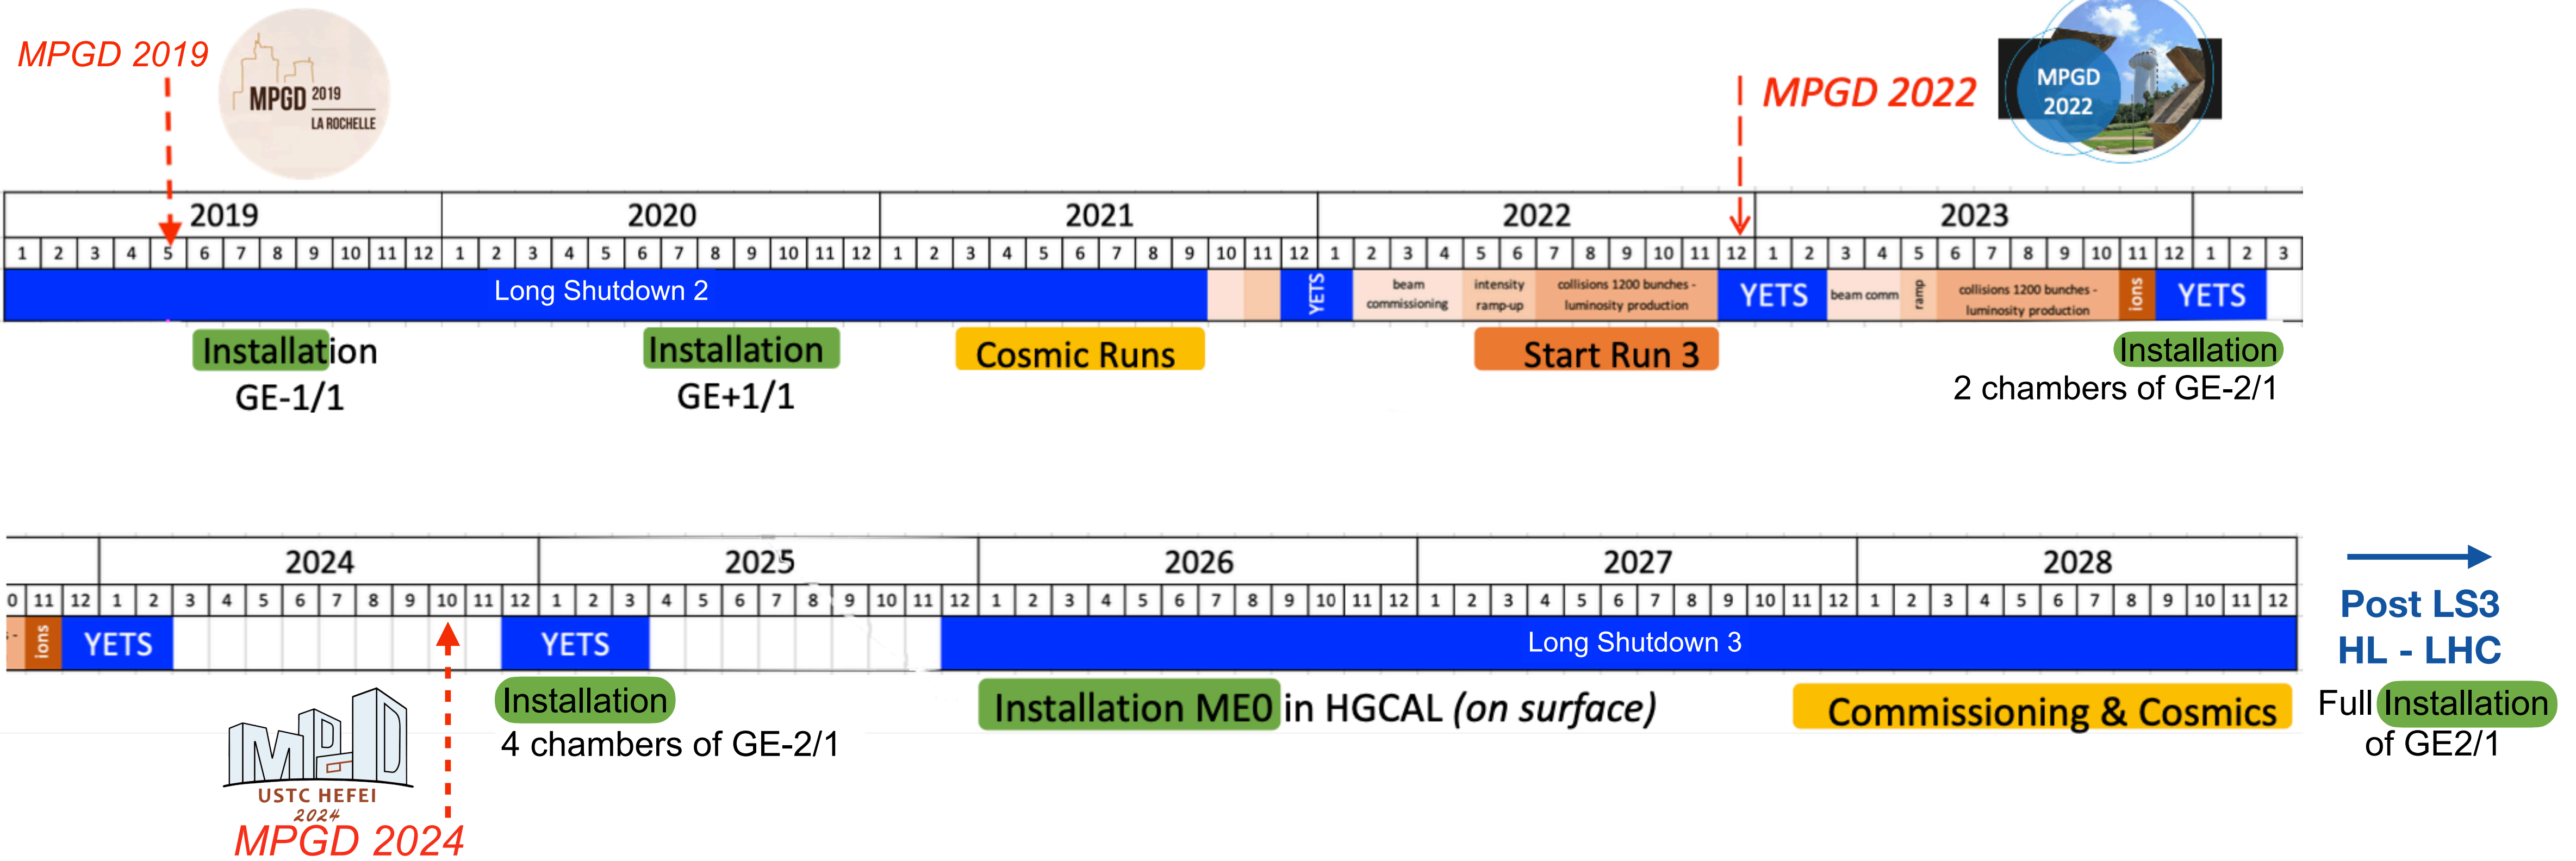 MPGD 2019
MPGD 2019
LA ROCHELLE
MPGD 2022
MPGD
2022
2019 2020 2021 2022 2023
1 2 3 4 5 6 7 8 9 10 11 12 1 2 3 4 5 6 7 8 9 10 11 12 1 2 3 4 5 6 7 8 9 10 11 12 1 2 3 4 5 6 7 8 9 10 11 12 1 2 3 4 5 6 7 8 9 10 11 12 1 2 3
Long Shutdown 2
YETS
beam
commissioning
intensity
ramp-up
collisions 1200 bunches -
luminosity production
YETS
beam comm
ramp
collisions 1200 bunches -
luminosity production
ions
YETS
Installation
GE-1/1
Installation
GE+1/1
Cosmic Runs
Start Run 3
Installation
2 chambers of GE-2/1
2024 2025 2026 2027 2028
0 11 12 1 2 3 4 5 6 7 8 9 10 11 12 1 2 3 4 5 6 7 8 9 10 11 12 1 2 3 4 5 6 7 8 9 10 11 12 1 2 3 4 5 6 7 8 9 10 11 12 1 2 3 4 5 6 7 8 9 10 11 12
ions
YETS
YETS
Long Shutdown 3
Post LS3
HL - LHC
Full Installation
of GE2/1
Installation
4 chambers of GE-2/1
Installation ME0 in HGCAL (on surface)
Commissioning & Cosmics
MPGD
USTC HEFEI
2024
MPGD 2024